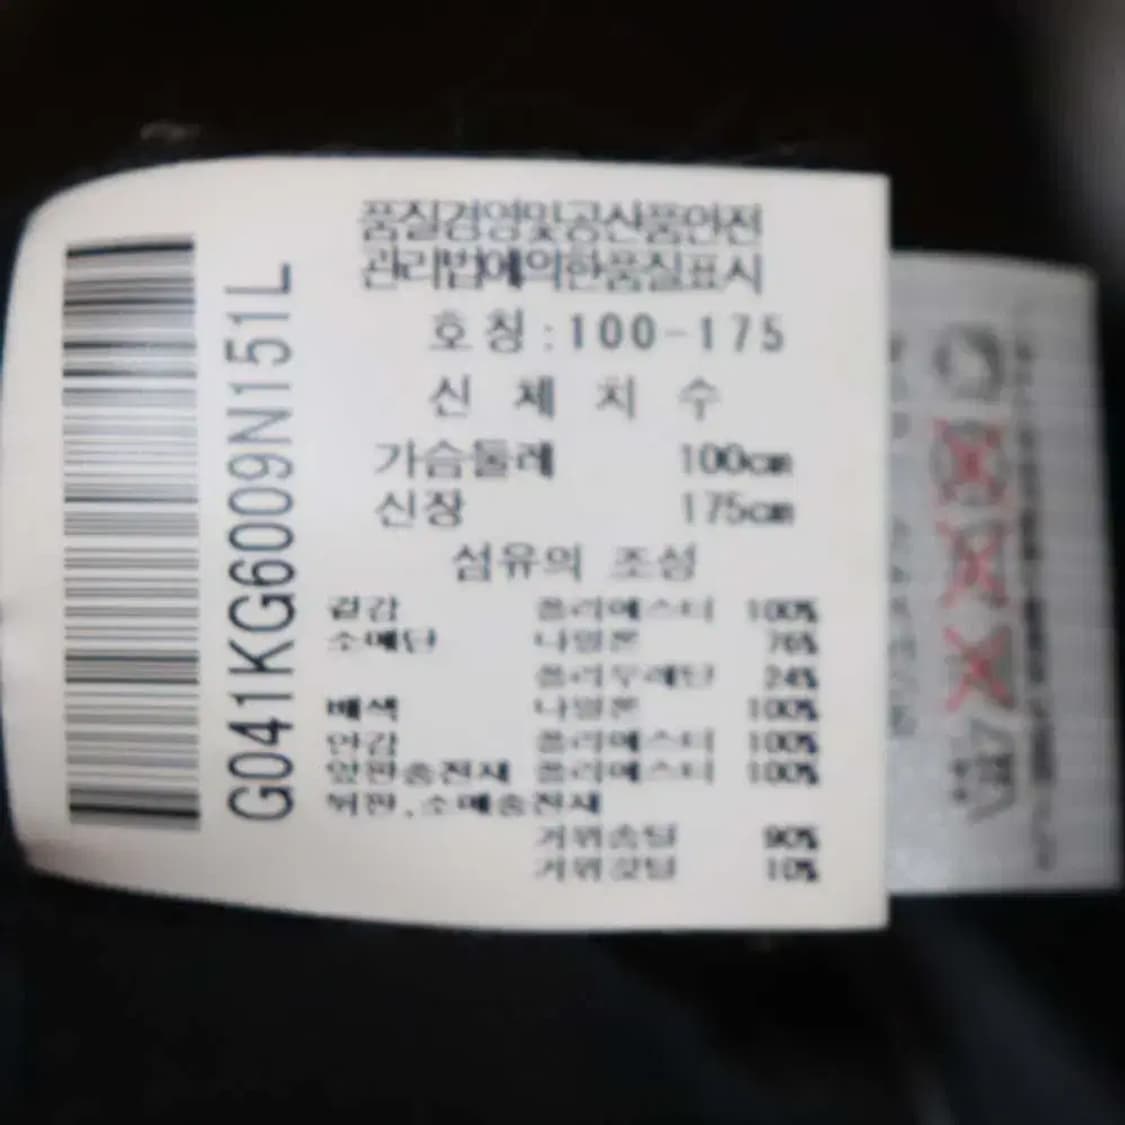 품질경영및공산품안전
관리법에의한품질표시
호칭:100-175
신체치수
가슴둘레 100cm
신장 175cm
섬유의 조성
겉감 폴리에스터 100%
소매단 나일론 76%
폴리우레탄 24%
배색 나일론 100%
안감 폴리에스터 100%
앞판충전재 폴리에스터 100%
뒤판,소매충전재
거위솜털 90%
거위깃털 10%
G041KG6009N151L